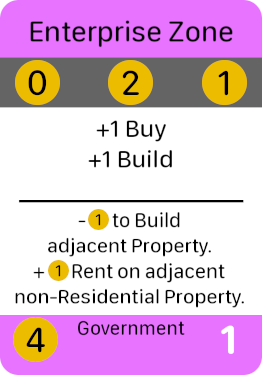 Enterprise Zone
0 2 1
+1 Buy
+1 Build
- 1 to Build
adjacent Property.
+ 1 Rent on adjacent
non-Residential Property.
4 Government 1